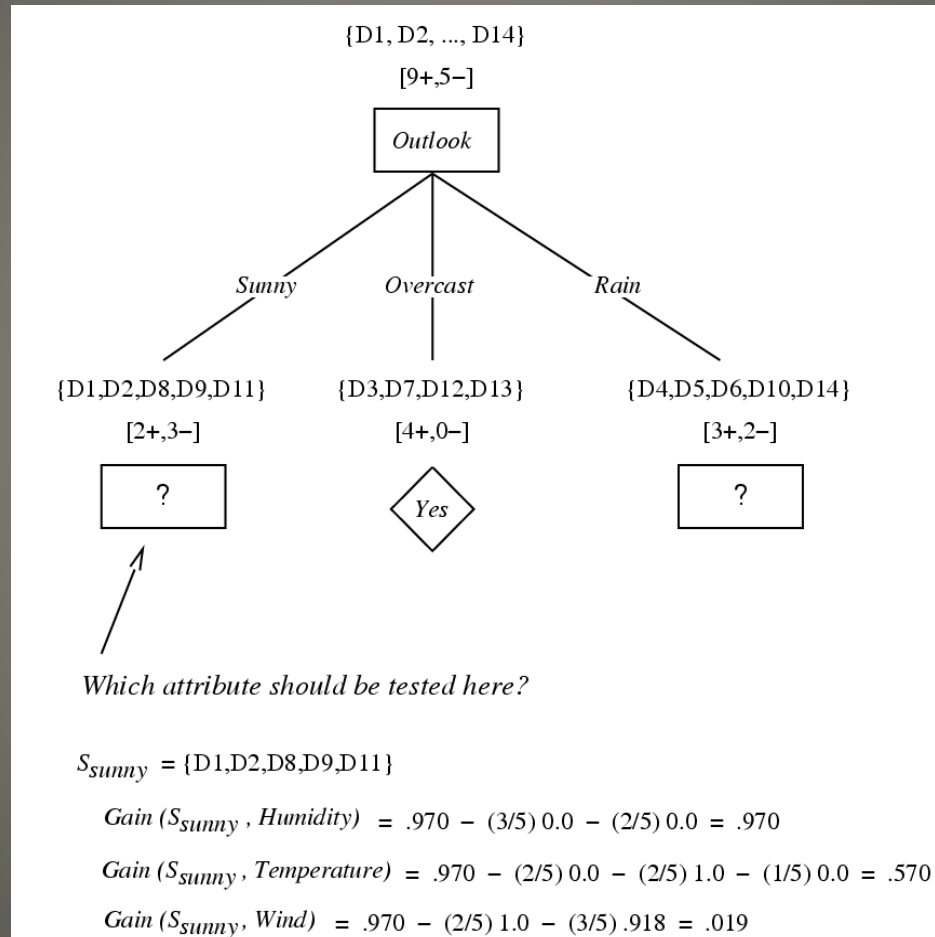 {D1, D2, ..., D14}
[9+,5−]
Outlook
Sunny Overcast Rain
{D1,D2,D8,D9,D11} {D3,D7,D12,D13} {D4,D5,D6,D10,D14}
[2+,3−] [4+,0−] [3+,2−]
? Yes ?
Which attribute should be tested here?
Ssunny = {D1,D2,D8,D9,D11}
Gain (Ssunny , Humidity) = .970 − (3/5) 0.0 − (2/5) 0.0 = .970
Gain (Ssunny , Temperature) = .970 − (2/5) 0.0 − (2/5) 1.0 − (1/5) 0.0 = .570
Gain (Ssunny , Wind) = .970 − (2/5) 1.0 − (3/5) .918 = .019